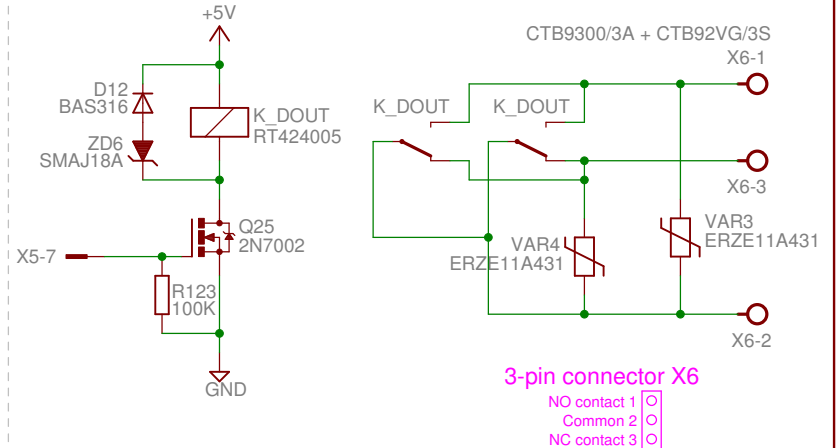 +5V
CTB9300/3A + CTB92VG/3S
X6-1
D12
BAS316
K_DOUT
RT424005
K_DOUT
K_DOUT
ZD6
SMAJ18A
X6-3
Q25
2N7002
VAR3
ERZE11A431
VAR4
ERZE11A431
X5-7
R123
100K
X6-2
GND
3-pin connector X6
NO contact 1
Common 2
NC contact 3